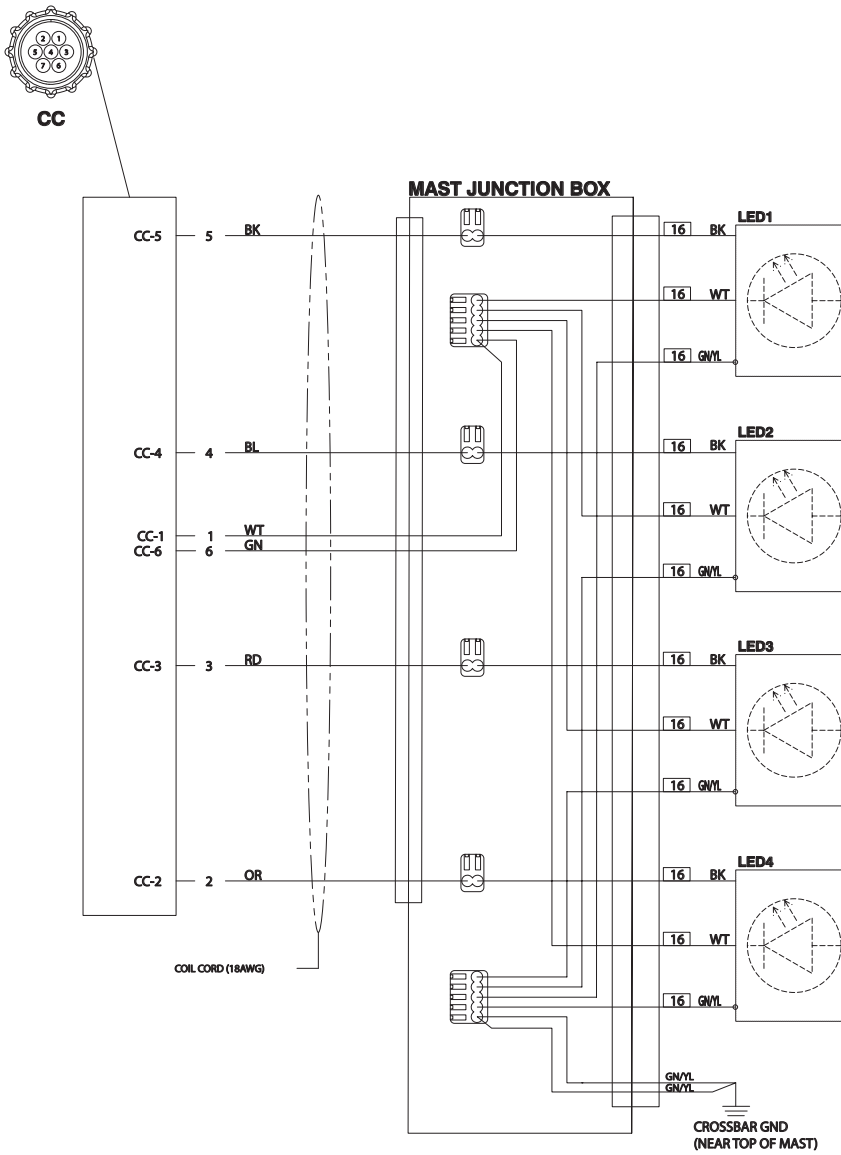 2 1
5 4 3
7 6
CC
MAST JUNCTION BOX
LED1
CC-5 5 BK
16 BK
16 WT
16 GN/YL
LED2
CC-4 4 BL
16 BK
16 WT
CC-1 1 WT
CC-6 6 GN
16 GN/YL
LED3
CC-3 3 RD
16 BK
16 WT
16 GN/YL
LED4
CC-2 2 OR
16 BK
16 WT
COIL CORD (18AWG)
16 GN/YL
GN/YL
GN/YL
CROSSBAR GND
(NEAR TOP OF MAST)